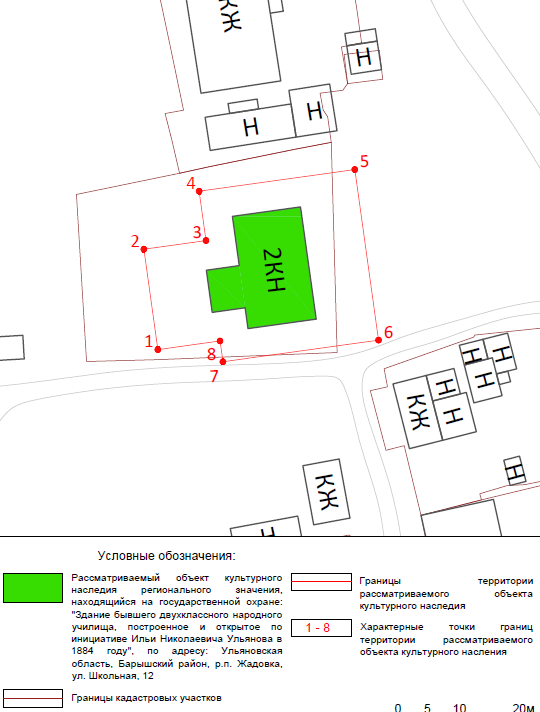 КЖ
Н
Н
Н
5
4
3
2
2КН
6
1
8
7
Н
Н
Н
Н
КЖ
Н
Н
КЖ
Н
Условные обозначения:
Рассматриваемый объект культурного
наследия регионального значения,
находящийся на государственной охране:
"Здание бывшего двухклассного народного
училища, построенное и открытое по
инициативе Ильи Николаевича Ульянова в
1884 году", по адресу: Ульяновская
область, Барышский район, р.п. Жадовка,
ул. Школьная, 12
Границы кадастровых участков
Границы территории
рассматриваемого объекта
культурного наследия
1 - 8
Характерные точки границ
территории рассматриваемого
объекта культурного насления
0 5 10 20м